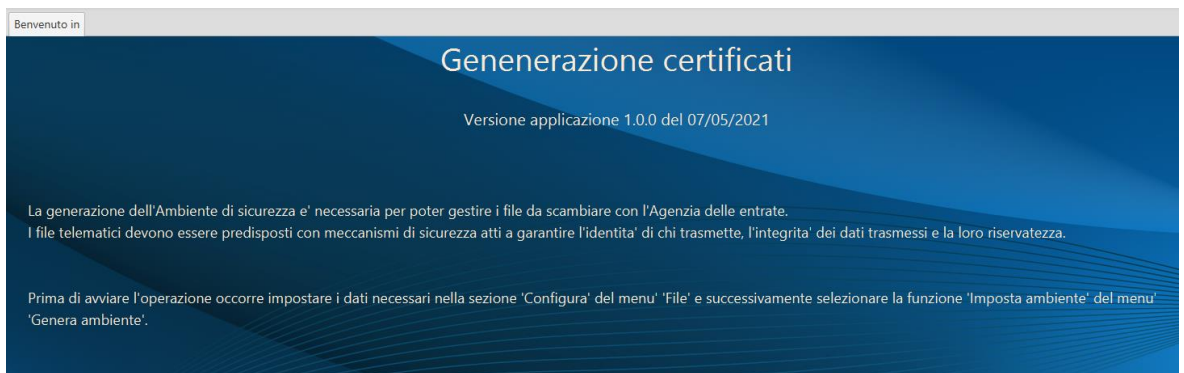 Benvenuto in
Genenerazione certificati
Versione applicazione 1.0.0 del 07/05/2021
La generazione dell'Ambiente di sicurezza e' necessaria per poter gestire i file da scambiare con l'Agenzia delle entrate.
I file telematici devono essere predisposti con meccanismi di sicurezza atti a garantire l'identita' di chi trasmette, l'integrita' dei dati trasmessi e la loro riservatezza.
Prima di avviare l'operazione occorre impostare i dati necessari nella sezione 'Configura' del menu' 'File' e successivamente selezionare la funzione 'Imposta ambiente' del menu'
'Genera ambiente'.